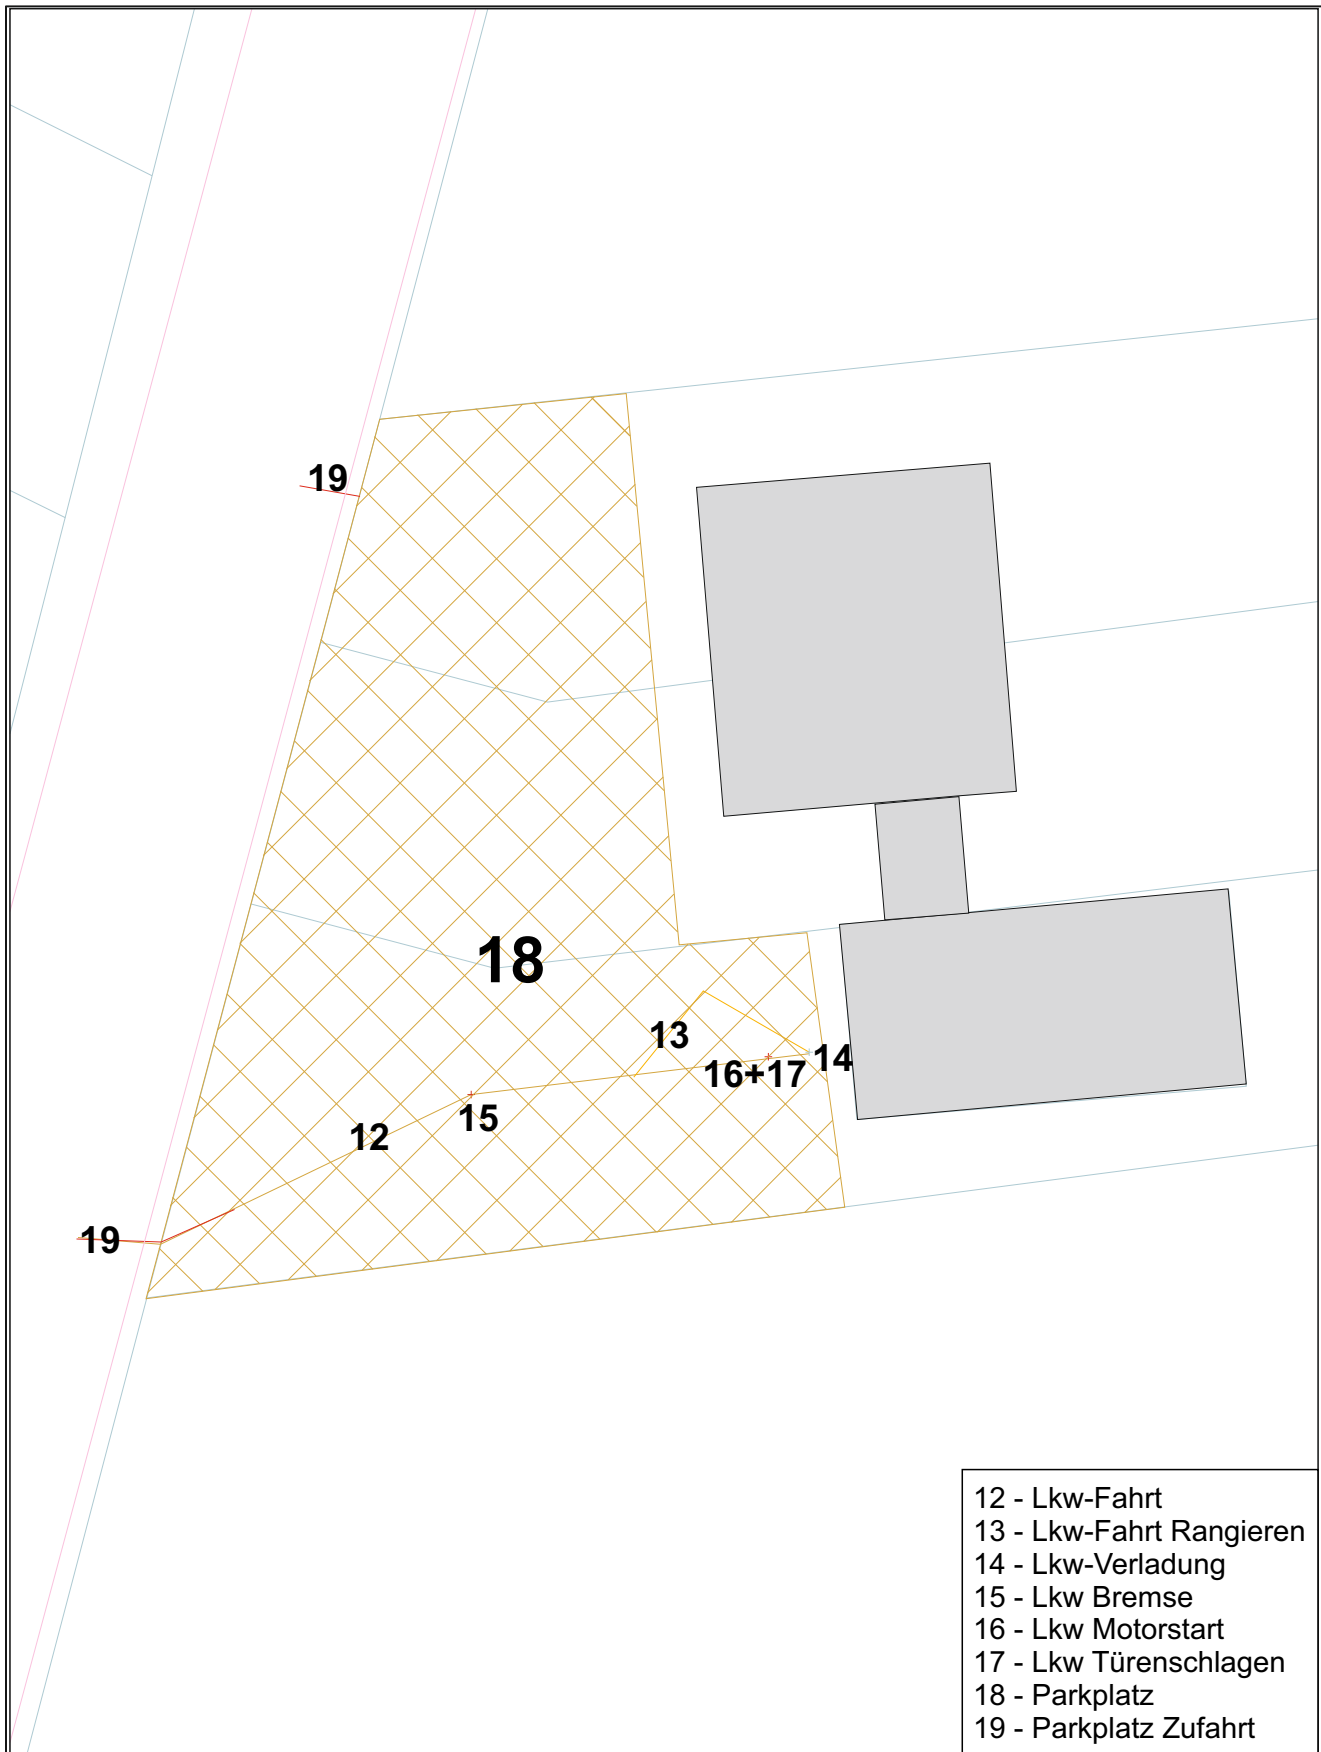 19
18
13
14
16+17
15
12
19
12 - Lkw-Fahrt
13 - Lkw-Fahrt Rangieren
14 - Lkw-Verladung
15 - Lkw Bremse
16 - Lkw Motorstart
17 - Lkw Türenschlagen
18 - Parkplatz
19 - Parkplatz Zufahrt